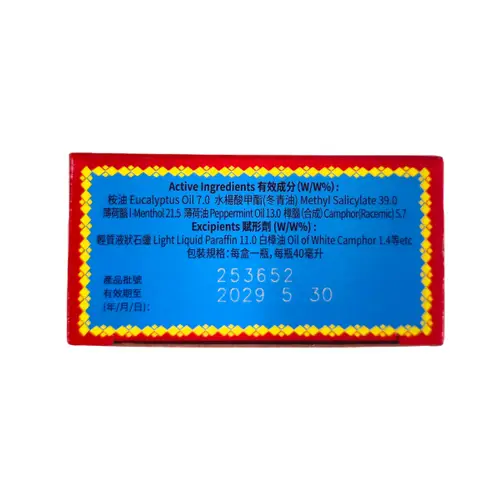 Active Ingredients 有效成分 (W/W%) :
桉油 Eucalyptus Oil 7.0 水楊酸甲酯(冬青油) Methyl Salicylate 39.0
薄荷腦 l-Menthol 21.5 薄荷油 Peppermint Oil 13.0 樟腦(合成) Camphor(Racemic) 5.7
Excipients 賦形劑 (W/W%) :
輕質液狀石蠟 Light Liquid Paraffin 11.0 白樟油 Oil of White Camphor 1.4等etc
包裝規格：每盒一瓶，每瓶40毫升
產品批號 253652
有效期至 2029 5 30
(年/月/日):